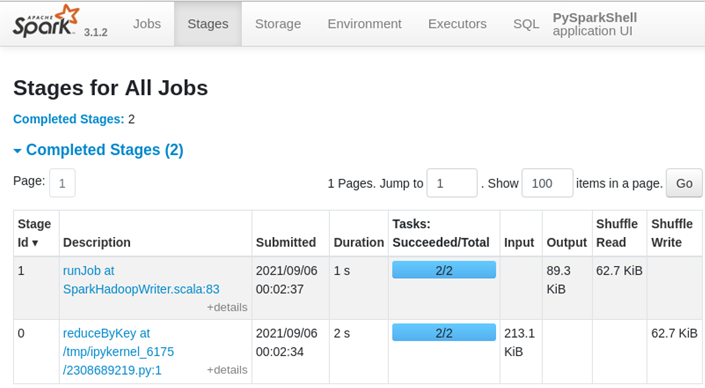 APACHE
Spark 3.1.2 Jobs Stages Storage Environment Executors SQL PySparkShell application UI
Stages for All Jobs
Completed Stages: 2
Completed Stages (2)
Page: 1 1 Pages. Jump to 1 . Show 100 items in a page. Go
Stage Id ▾ Description Submitted Duration Tasks: Succeeded/Total Input Output Shuffle Read Shuffle Write
1 runJob at 2021/09/06 1 s 2/2 89.3 62.7 KiB
SparkHadoopWriter.scala:83 00:02:37 KiB
+details
0 reduceByKey at 2021/09/06 2 s 2/2 213.1 62.7 KiB
/tmp/ipykernel_6175 00:02:34 KiB
/2308689219.py:1 +details